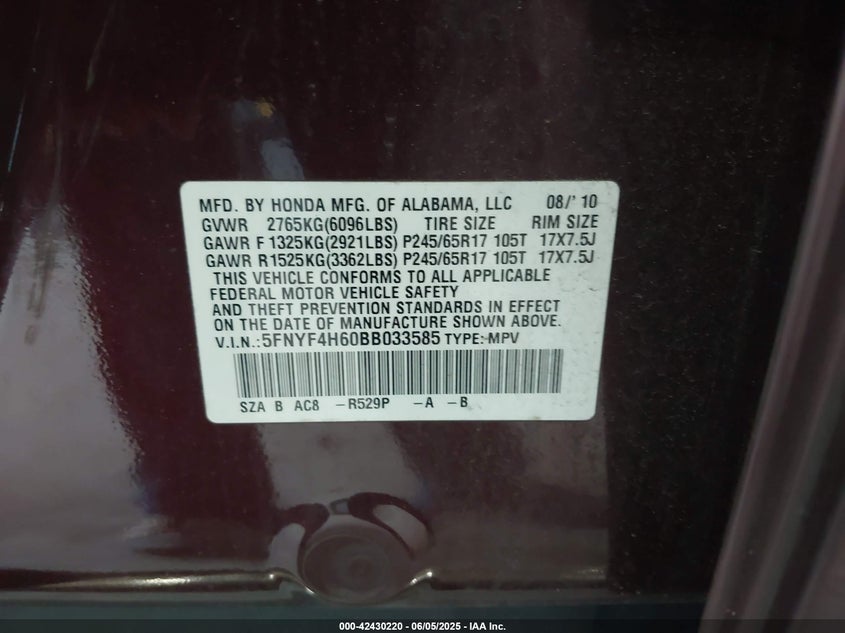 MFD. BY HONDA MFG. OF ALABAMA, LLC 08/'10
GVWR 2765KG(6096LBS) TIRE SIZE RIM SIZE
GAWR F 1325KG(2921LBS) P245/65R17 105T 17X7.5J
GAWR R1525KG(3362LBS) P245/65R17 105T 17X7.5J
THIS VEHICLE CONFORMS TO ALL APPLICABLE
FEDERAL MOTOR VEHICLE SAFETY
AND THEFT PREVENTION STANDARDS IN EFFECT
ON THE DATE OF MANUFACTURE SHOWN ABOVE.
V.I.N.:5FNYF4H60BB033585 TYPE:MPV
SZA B AC8 -R529P -A -B
000-42430220 - 06/05/2025 - IAA Inc.